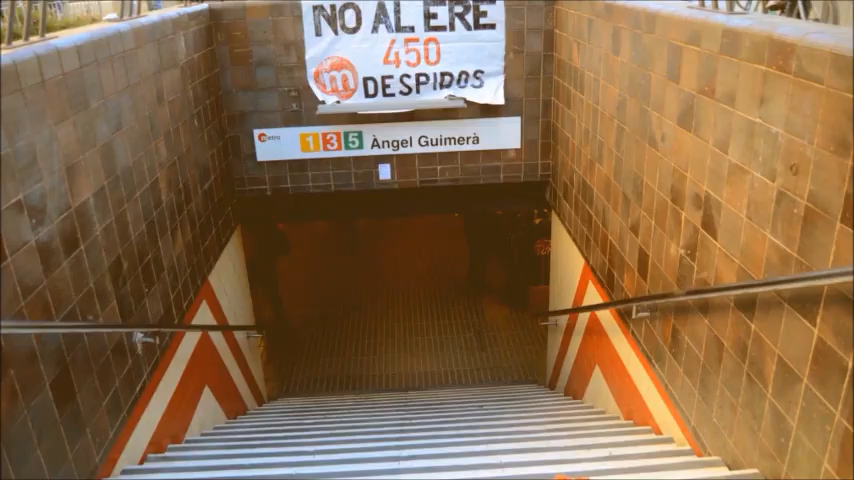 NO AL ERE
450
m
DESPIDOS
metro 1 3 5 Àngel Guimerà